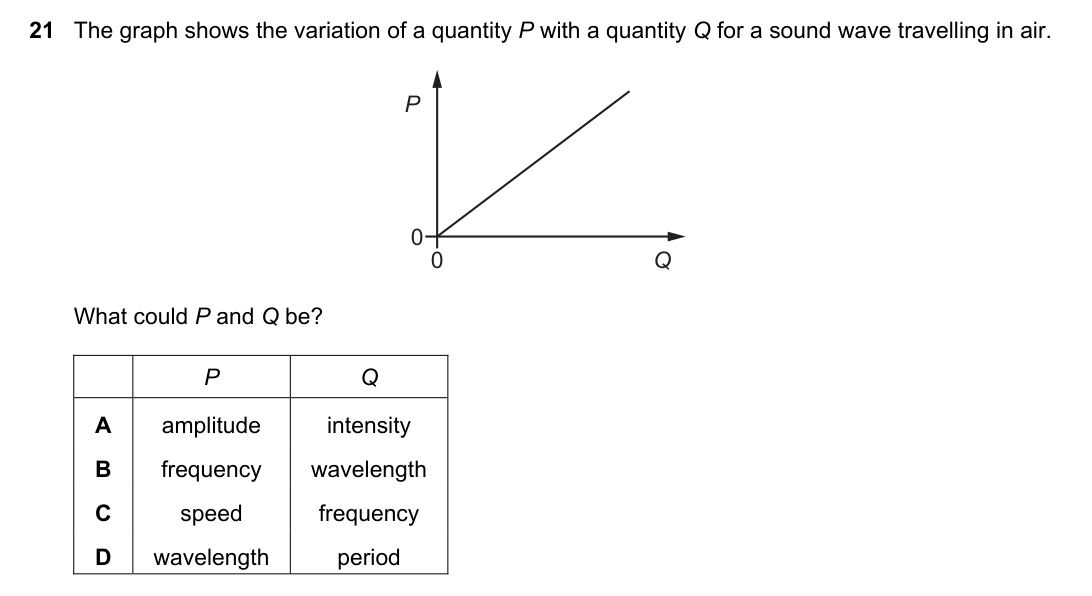 21 The graph shows the variation of a quantity P with a quantity Q for a sound wave travelling in air.
P
0
0
Q
What could P and Q be?
P Q
A amplitude intensity
B frequency wavelength
C speed frequency
D wavelength period